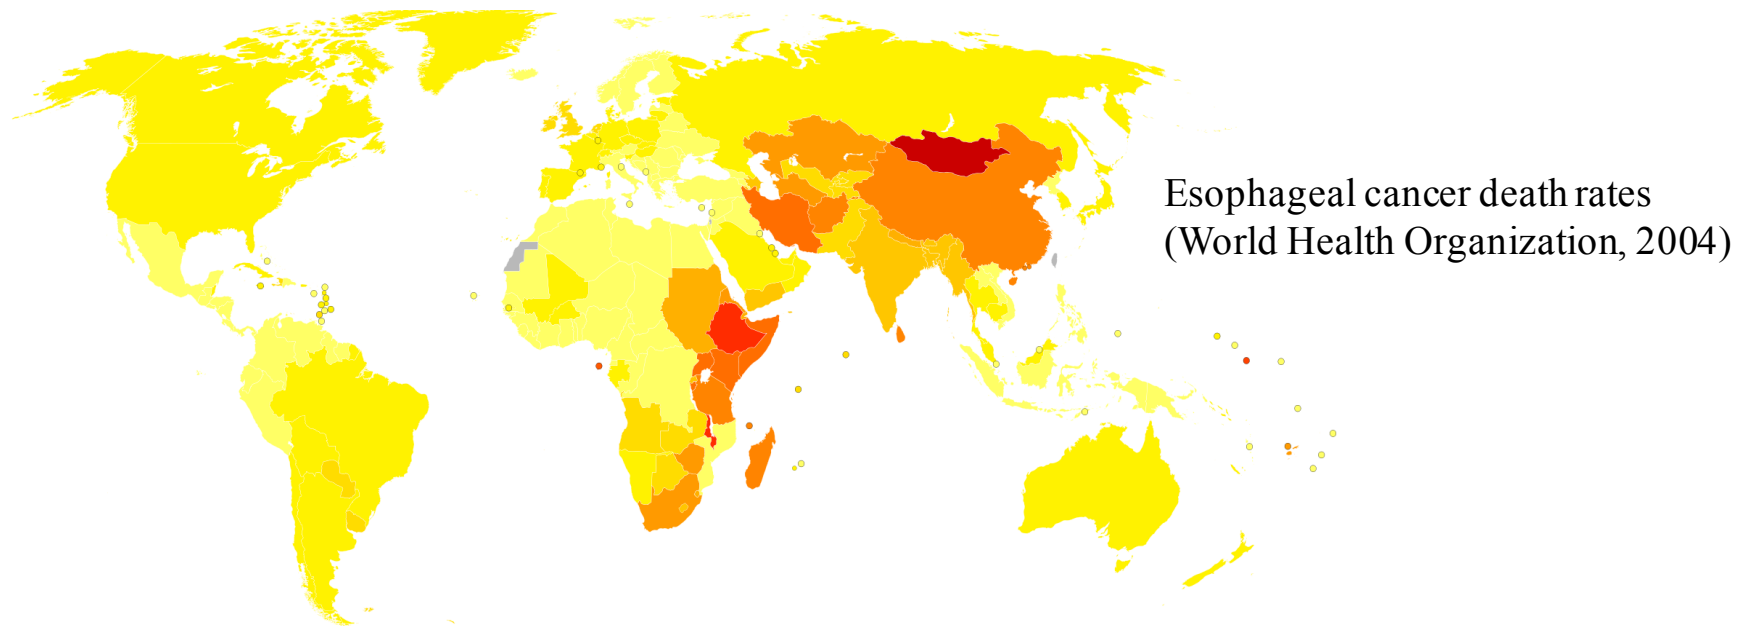 Esophageal cancer death rates
(World Health Organization, 2004)